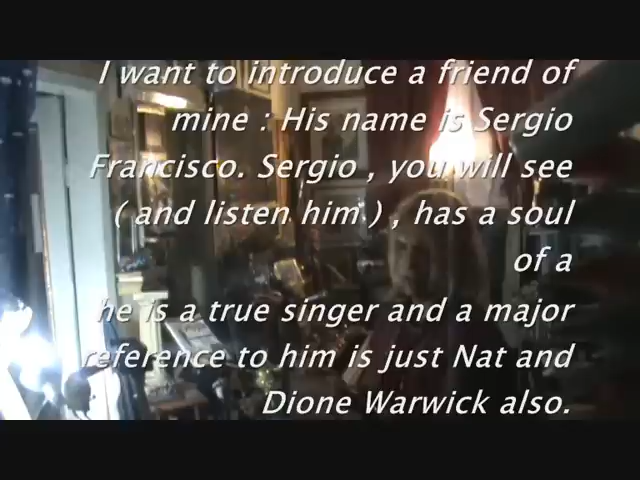 I want to introduce a friend of
mine : His name is Sergio
Francisco. Sergio , you will see
( and listen him ) , has a soul
of a
he is a true singer and a major
reference to him is just Nat and
Dione Warwick also.